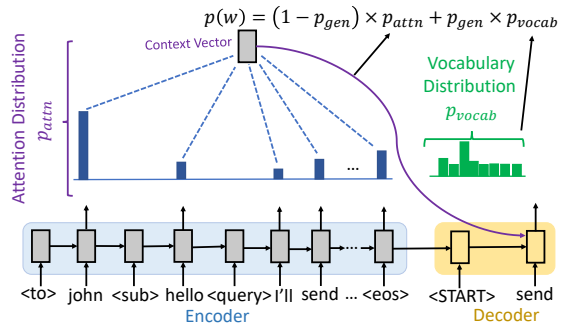 p(w) = (1 − p_gen) × p_attn + p_gen × p_vocab
Context Vector
Attention Distribution
p_attn
Vocabulary
Distribution
p_vocab
...
... ...
<to> john <sub> hello <query> I'll send ... <eos> <START> send
Encoder Decoder